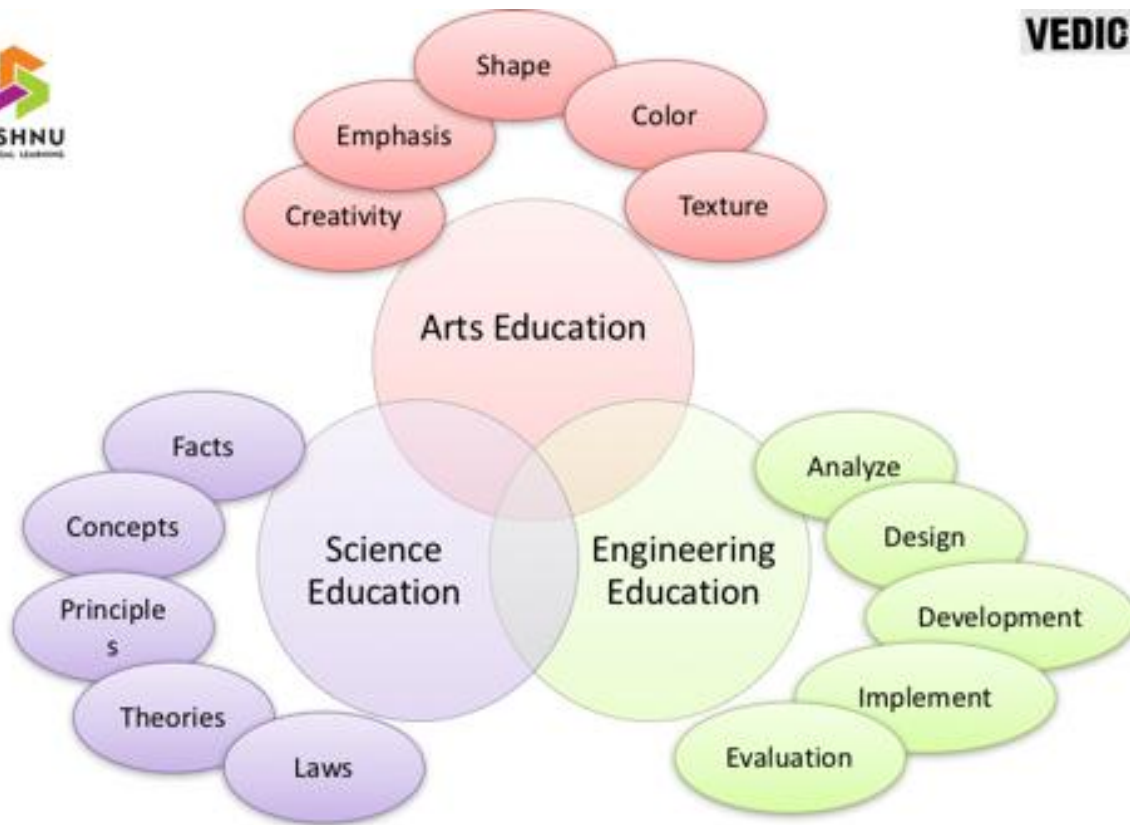 VEDIC
SHNU
Shape
Color
Emphasis
Texture
Creativity
Arts Education
Facts
Concepts
Principle
s
Theories
Laws
Science
Education
Engineering
Education
Analyze
Design
Development
Implement
Evaluation